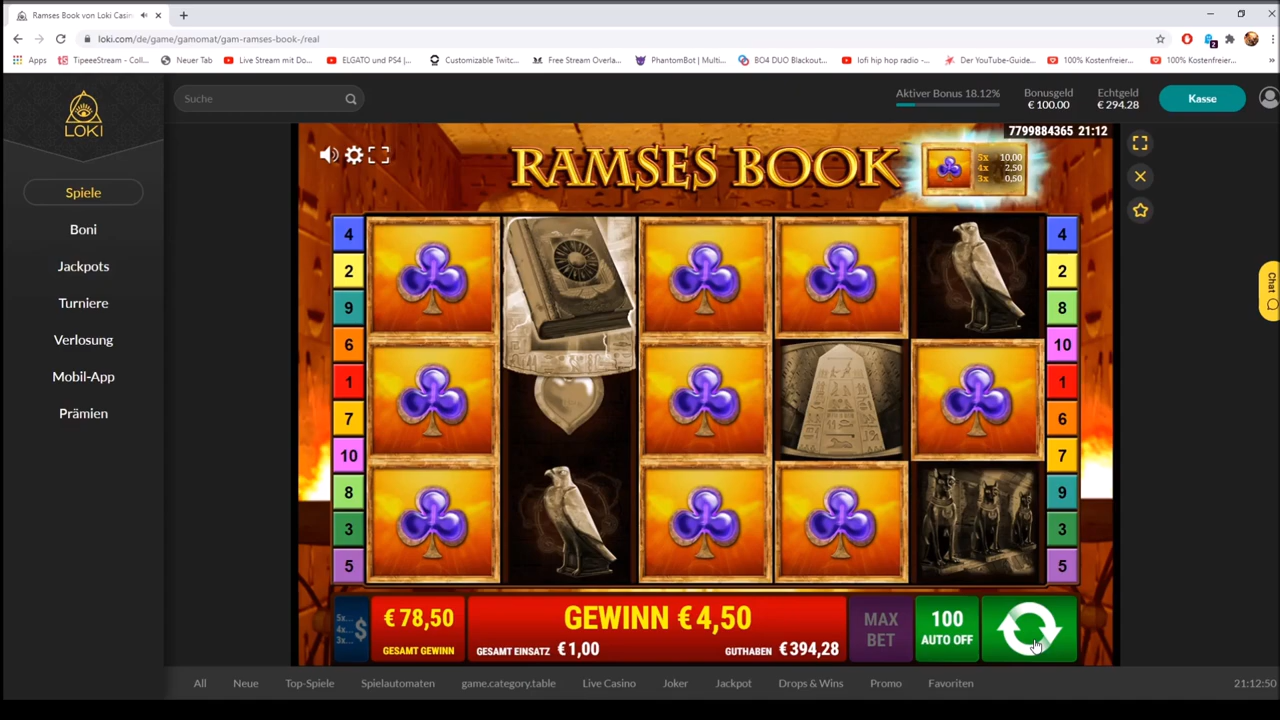 Ramses Book von Loki Casin
loki.com/de/game/gamomat/gam-ramses-book-/real
2
Apps
TipeeeStream - Coll...
Neuer Tab
Live Stream mit Do...
ELGATO und PS4 |...
Customizable Twitc...
Free Stream Overla...
PhantomBot | Multi...
BO4 DUO Blackout...
lofi hip hop radio -...
Der YouTube-Guide...
100% Kostenfreier...
100% Kostenfreier...
LOKI
Suche
Aktiver Bonus 18.12%
Bonusgeld
€ 100.00
Echtgeld
€ 294.28
Kasse
Spiele
Boni
Jackpots
Turniere
Verlosung
Mobil-App
Prämien
7799884365 21:12
RAMSES BOOK
5x 10,00
4x 2,50
3x 0,50
4 4
2 2
9 8
6 10
1 1
7 6
10 7
8 9
3 3
5 5
Chat
5x...
4x...
3x...
$
€ 78,50
GESAMT GEWINN
GEWINN € 4,50
GESAMT EINSATZ € 1,00
GUTHABEN € 394,28
MAX
BET
100
AUTO OFF
All
Neue
Top-Spiele
Spielautomaten
game.category.table
Live Casino
Joker
Jackpot
Drops & Wins
Promo
Favoriten
21:12:50